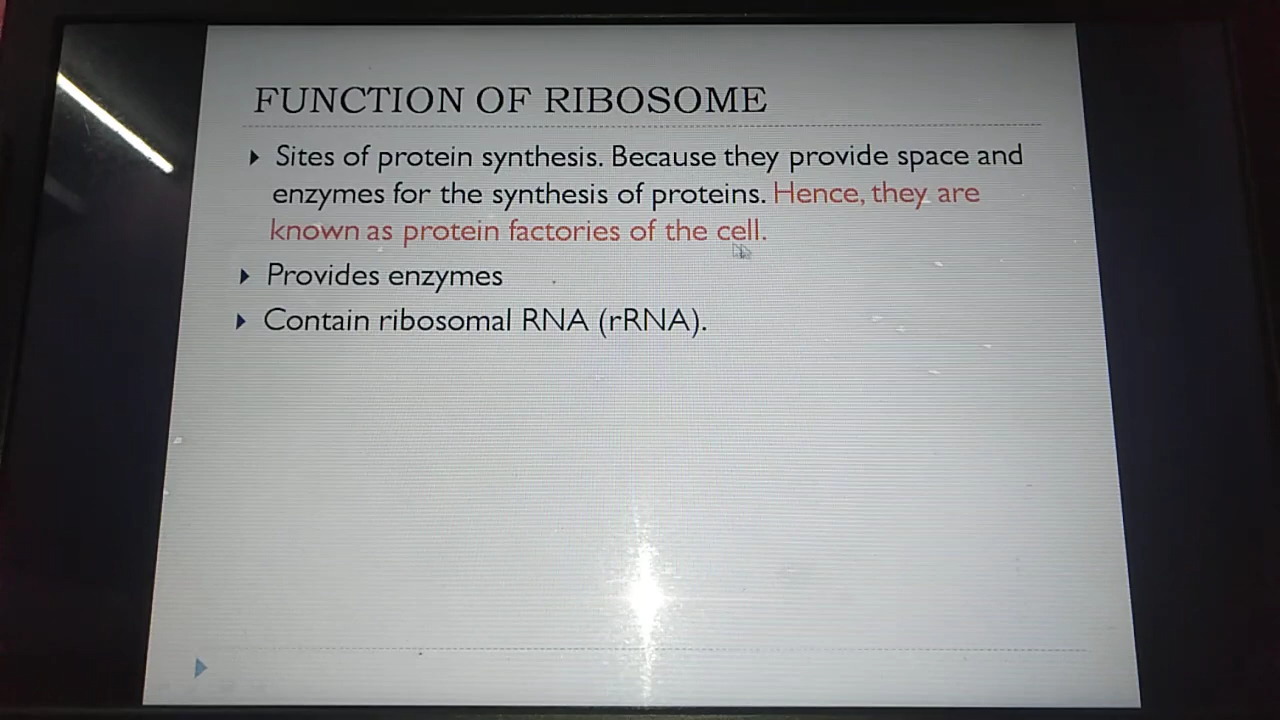 FUNCTION OF RIBOSOME
Sites of protein synthesis. Because they provide space and
enzymes for the synthesis of proteins. Hence, they are
known as protein factories of the cell.
Provides enzymes
Contain ribosomal RNA (rRNA).